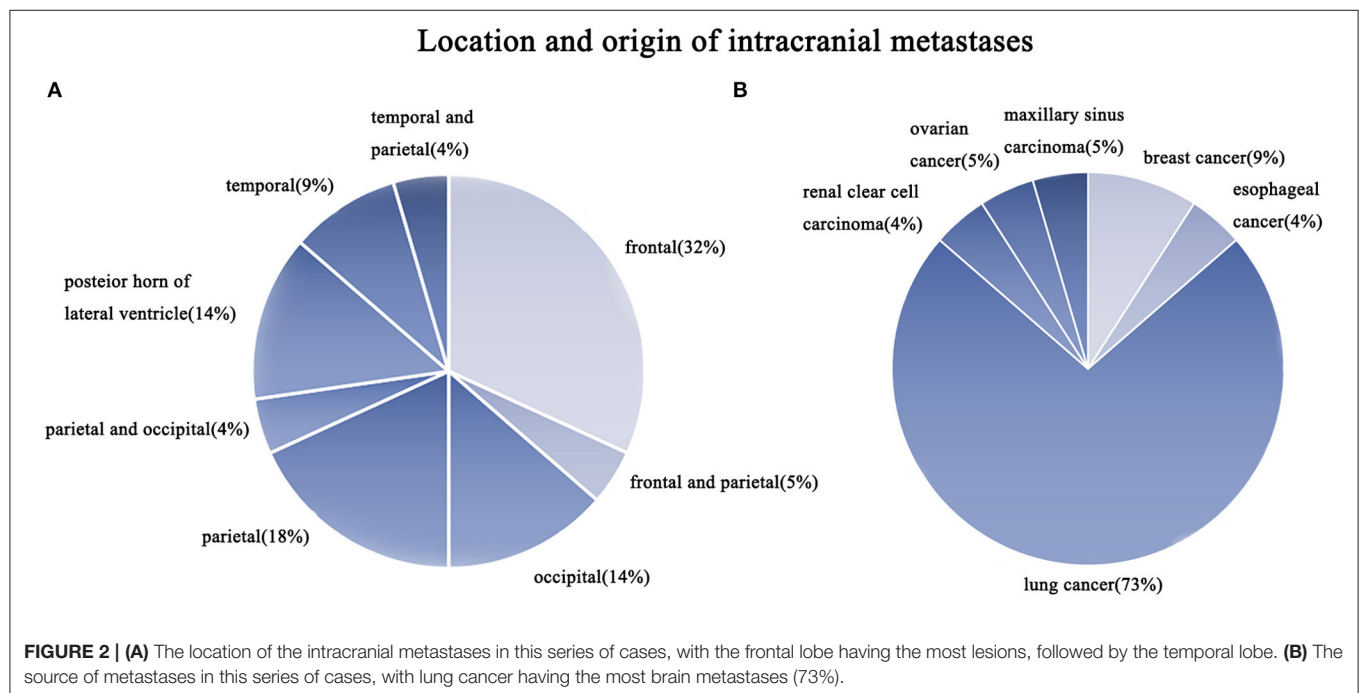 Location and origin of intracranial metastases
A
temporal and
parietal(4%)
temporal(9%)
frontal(32%)
posteior horn of
lateral ventricle(14%)
parietal and occipital(4%)
frontal and parietal(5%)
parietal(18%)
occipital(14%)
B
maxillary sinus
carcinoma(5%)
ovarian
cancer(5%)
breast cancer(9%)
renal clear cell
carcinoma(4%)
esophageal
cancer(4%)
lung cancer(73%)
FIGURE 2 | (A) The location of the intracranial metastases in this series of cases, with the frontal lobe having the most lesions, followed by the temporal lobe. (B) The
source of metastases in this series of cases, with lung cancer having the most brain metastases (73%).